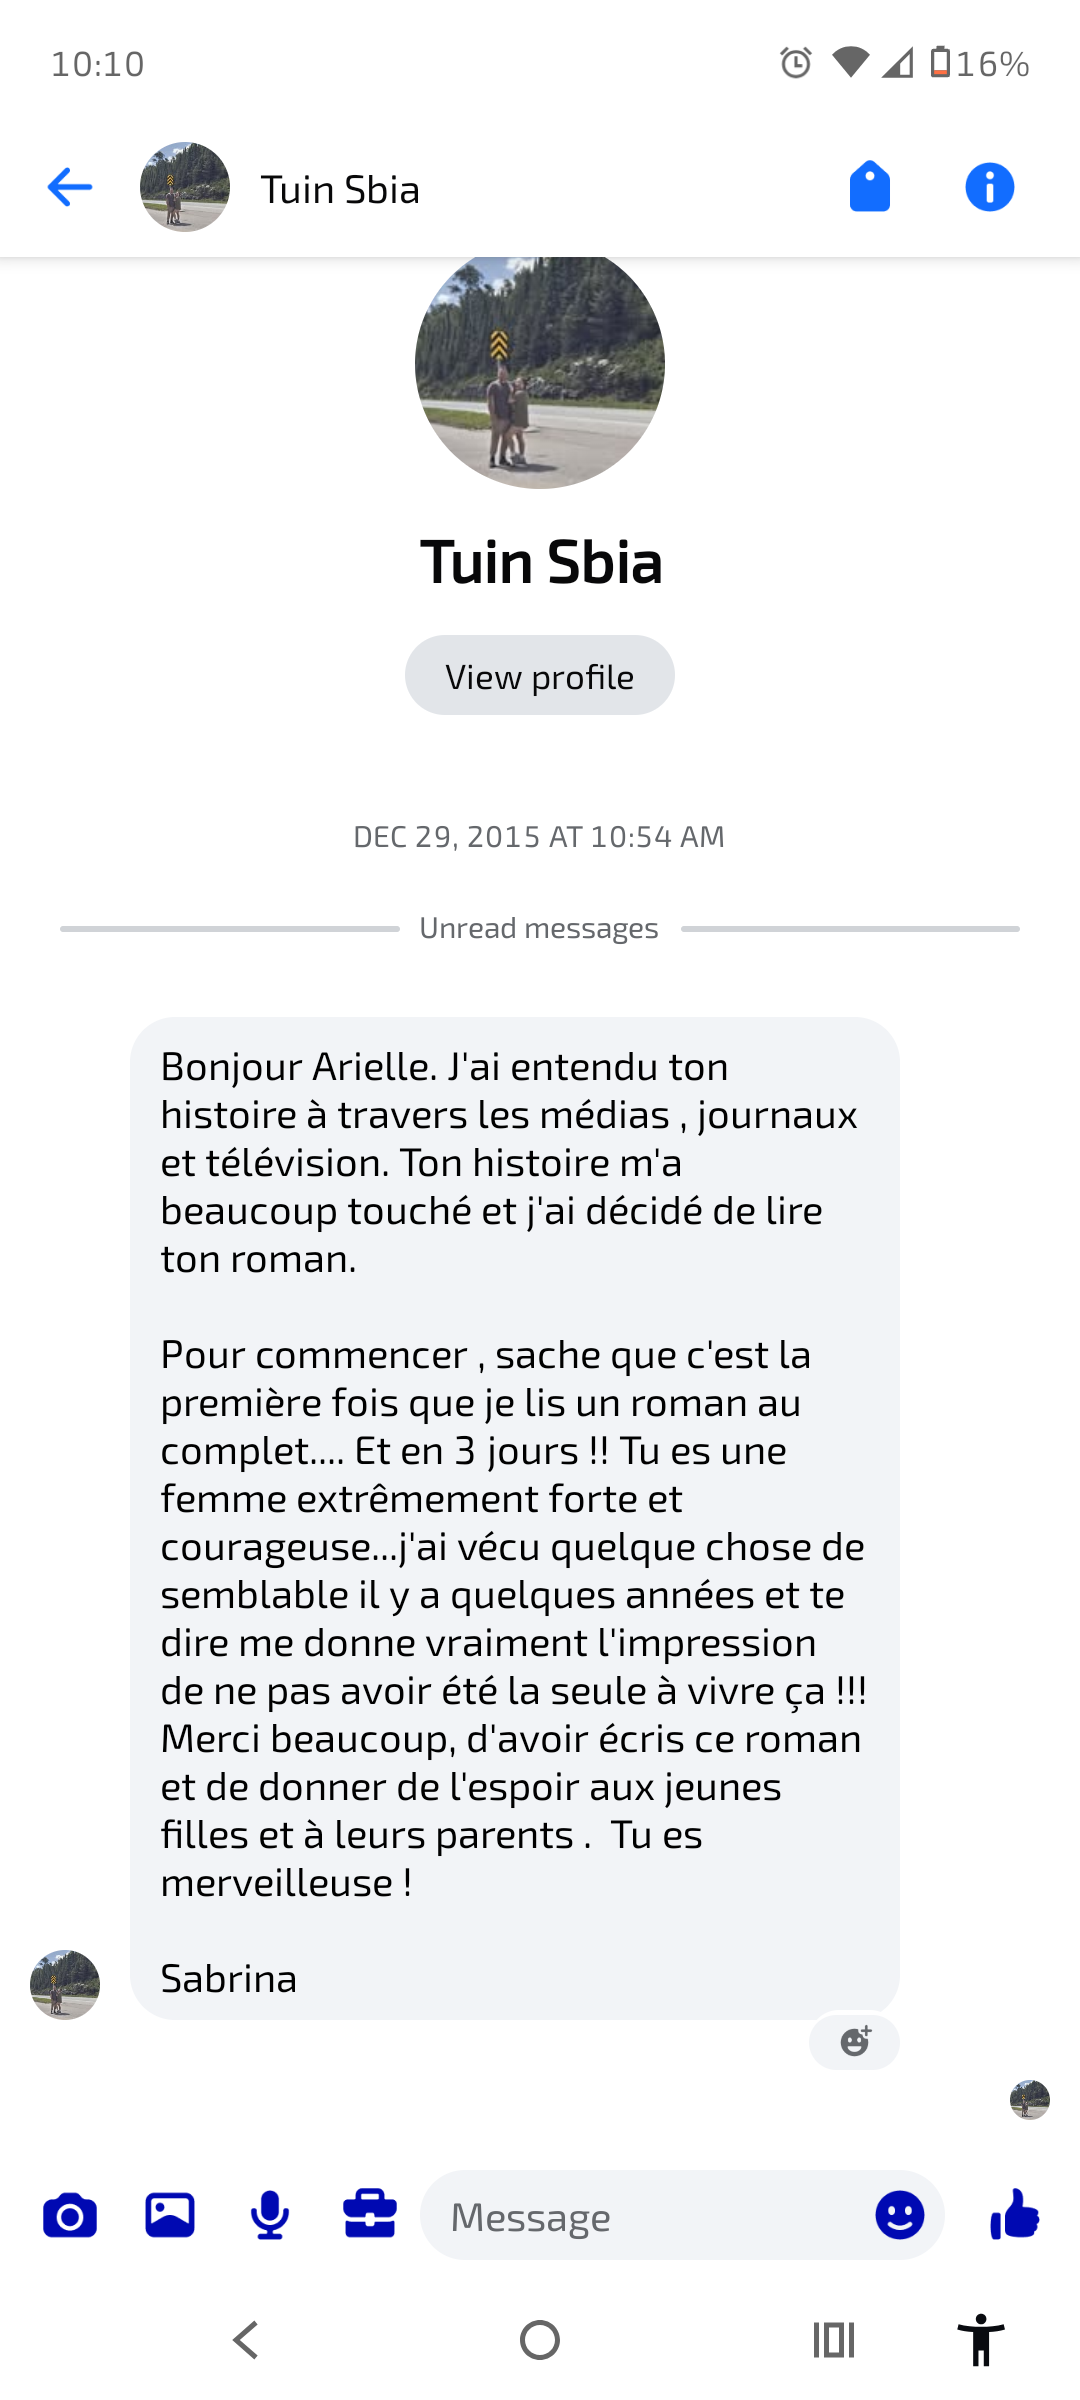 10:10
16%
Tuin Sbia
Tuin Sbia
View profile
DEC 29, 2015 AT 10:54 AM
Unread messages
Bonjour Arielle. J'ai entendu ton
histoire à travers les médias , journaux
et télévision. Ton histoire m'a
beaucoup touché et j'ai décidé de lire
ton roman.
Pour commencer , sache que c'est la
première fois que je lis un roman au
complet.... Et en 3 jours !! Tu es une
femme extrêmement forte et
courageuse...j'ai vécu quelque chose de
semblable il y a quelques années et te
dire me donne vraiment l'impression
de ne pas avoir été la seule à vivre ça !!!
Merci beaucoup, d'avoir écris ce roman
et de donner de l'espoir aux jeunes
filles et à leurs parents .  Tu es
merveilleuse !
Sabrina
Message